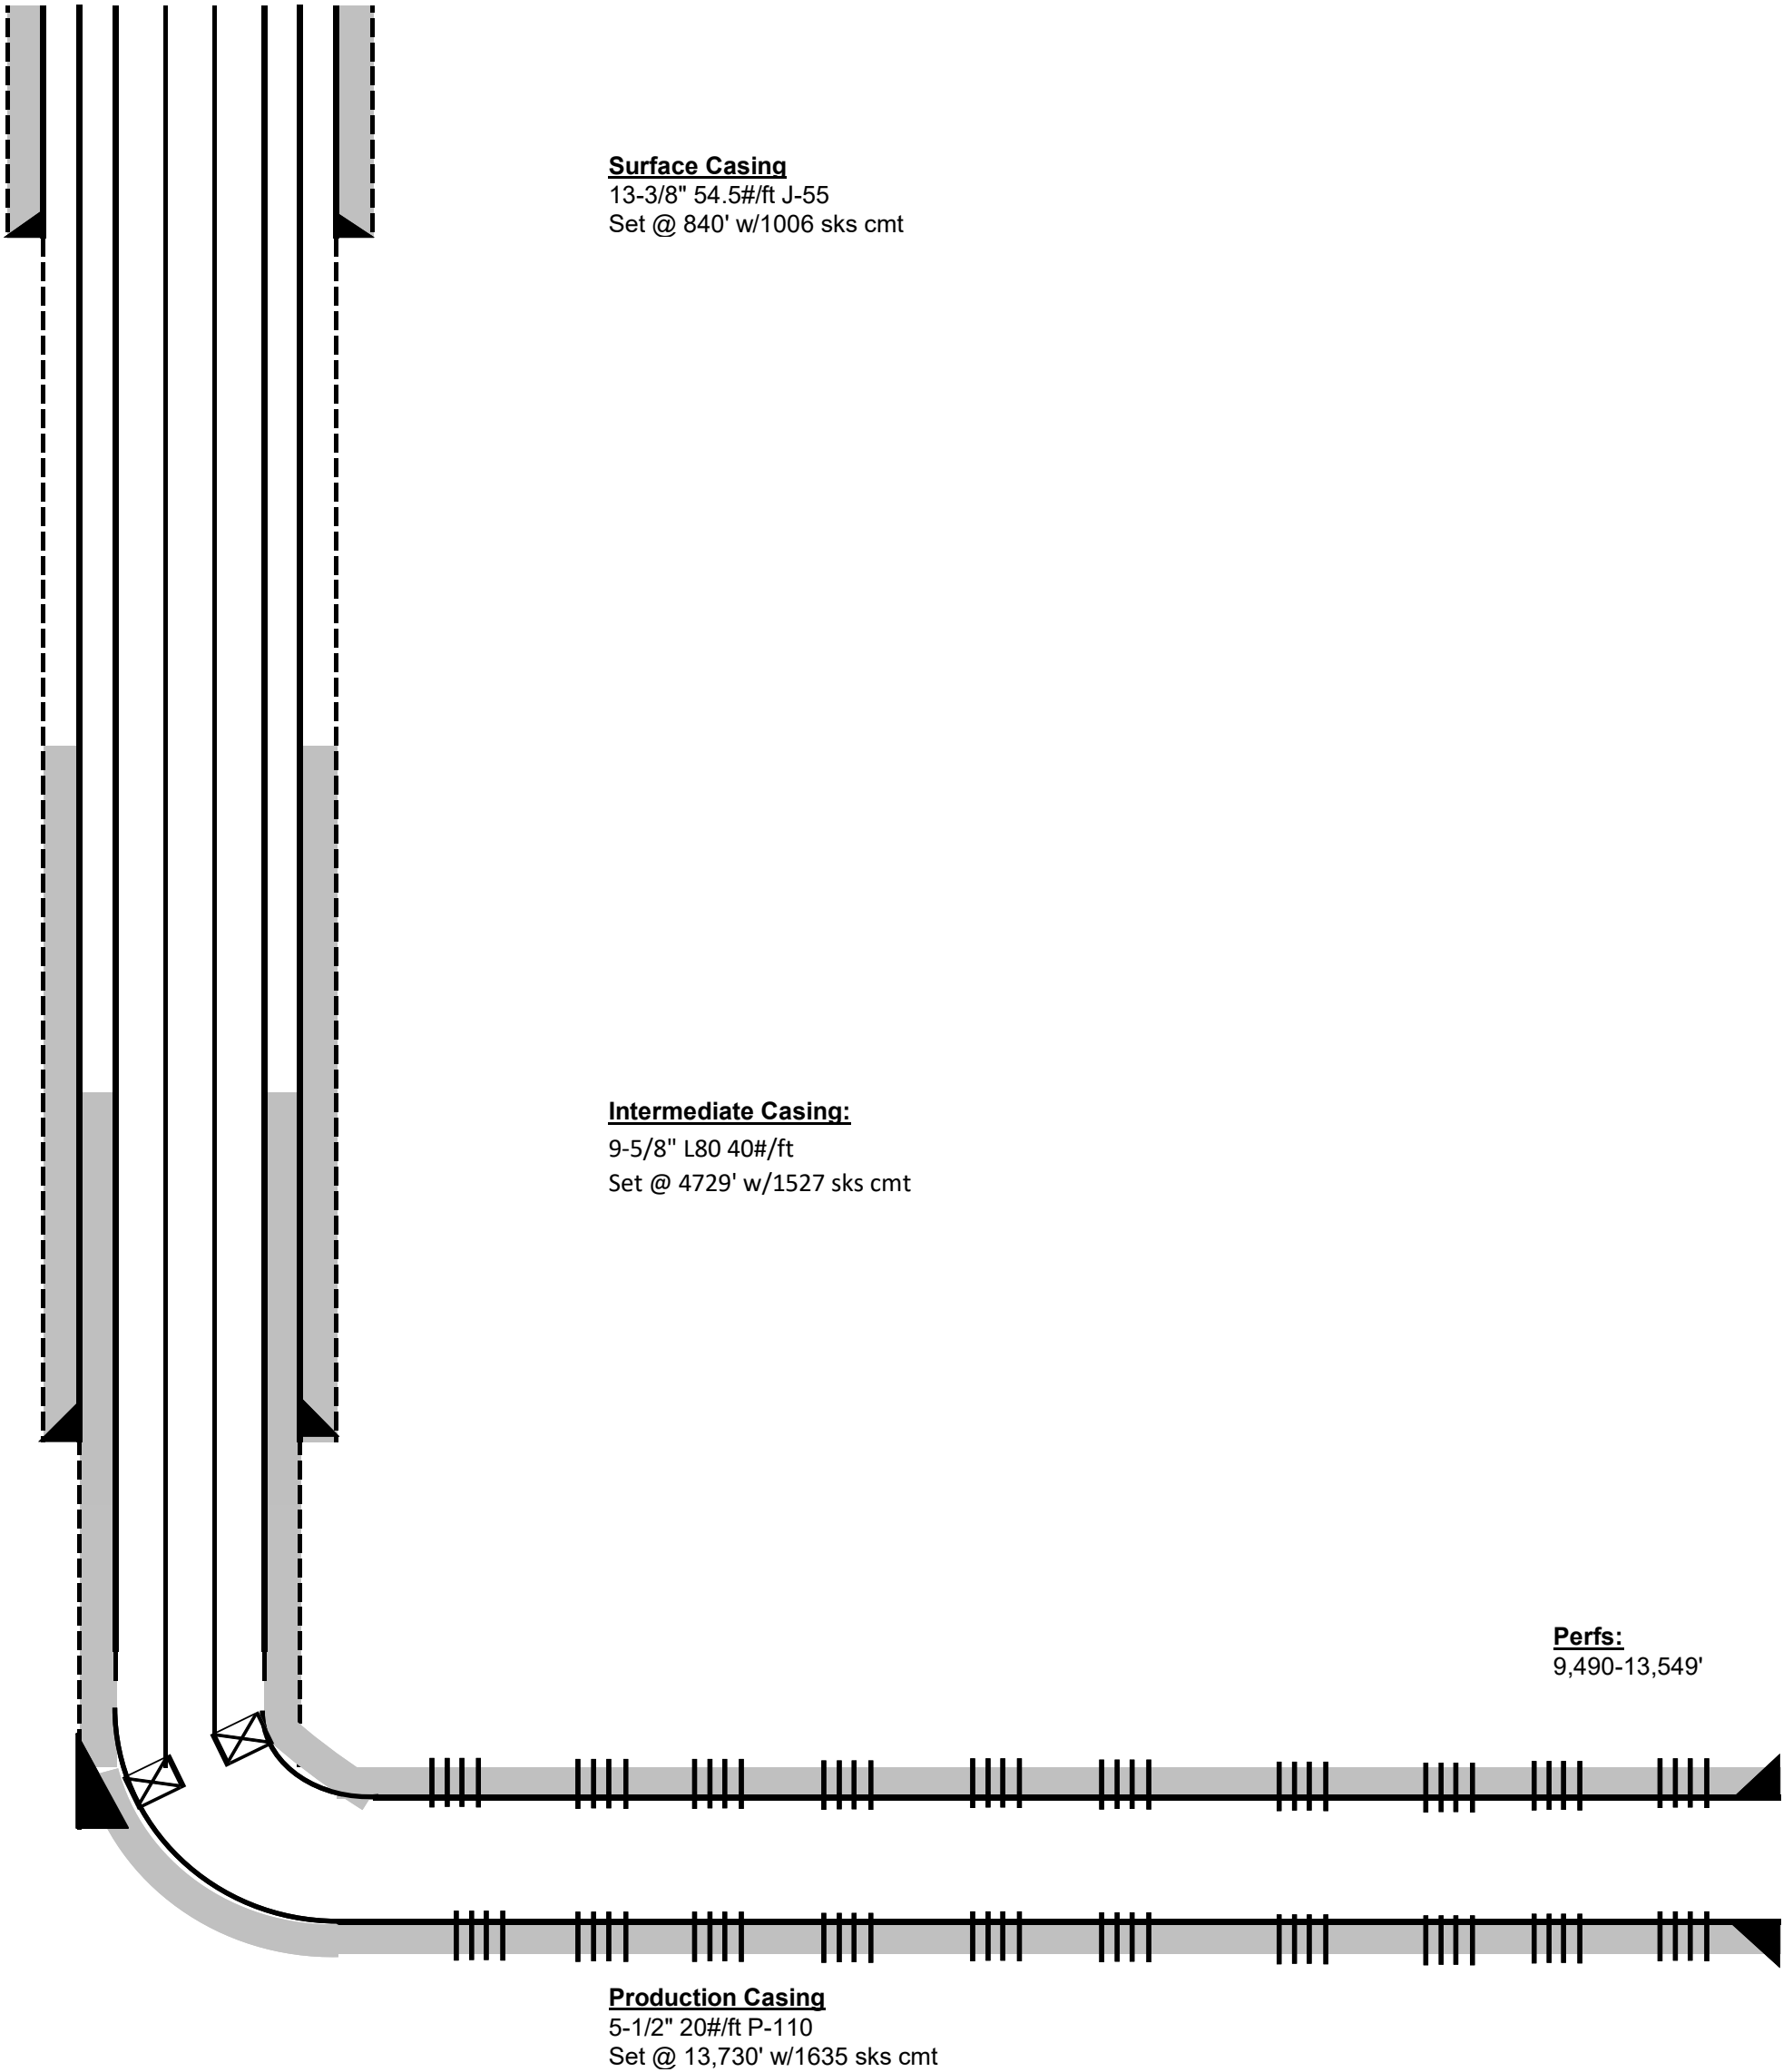 Surface Casing
13-3/8" 54.5#/ft J-55
Set @ 840' w/1006 sks cmt
Intermediate Casing:
9-5/8" L80 40#/ft
Set @ 4729' w/1527 sks cmt
Perfs:
9,490-13,549'
Production Casing
5-1/2" 20#/ft P-110
Set @ 13,730' w/1635 sks cmt